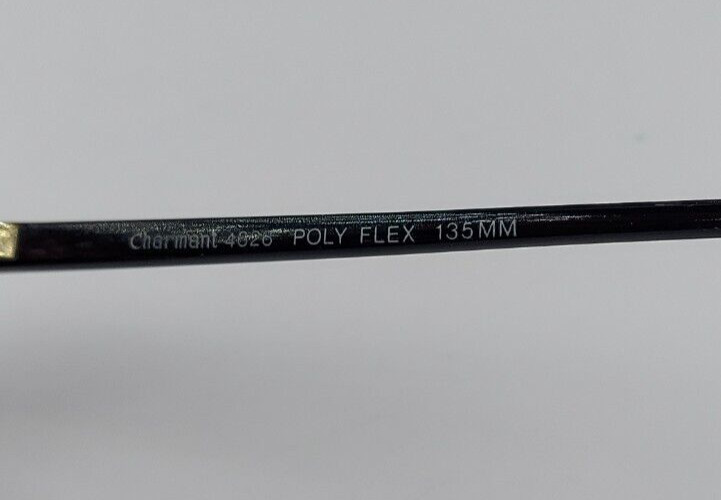 Charmant 4026 POLY FLEX 135MM